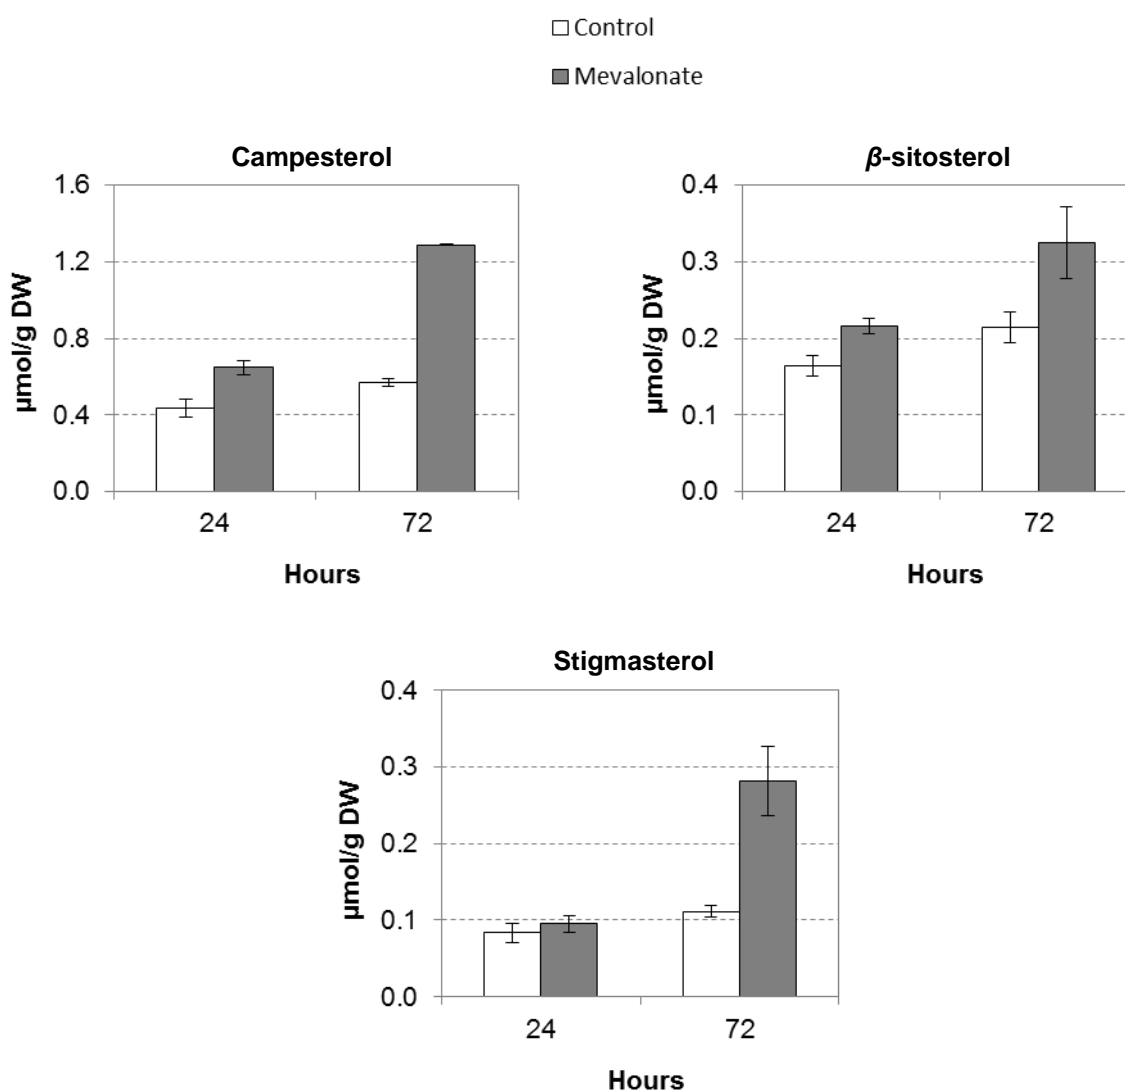 Control
Mevalonate
Campesterol
1.6
1.2
0.8
0.4
0.0
µmol/g DW
24 72
Hours
β-sitosterol
0.4
0.3
0.2
0.1
0.0
µmol/g DW
24 72
Hours
Stigmasterol
0.4
0.3
0.2
0.1
0.0
µmol/g DW
24 72
Hours